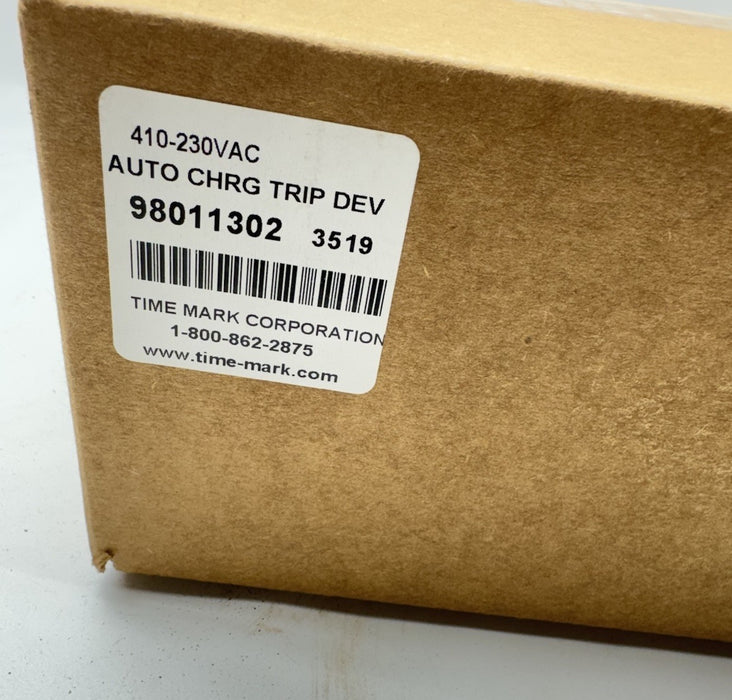 410-230VAC
AUTO CHRG TRIP DEV
98011302 3519
TIME MARK CORPORATION
1-800-862-2875
www.time-mark.com